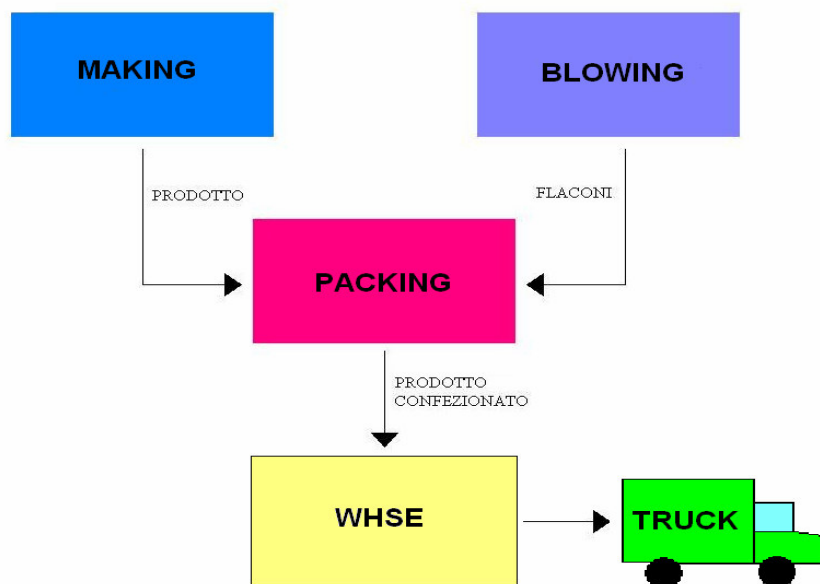 MAKING
BLOWING
PRODOTTO
FLACONI
PACKING
PRODOTTO
CONFEZIONATO
WHSE
TRUCK